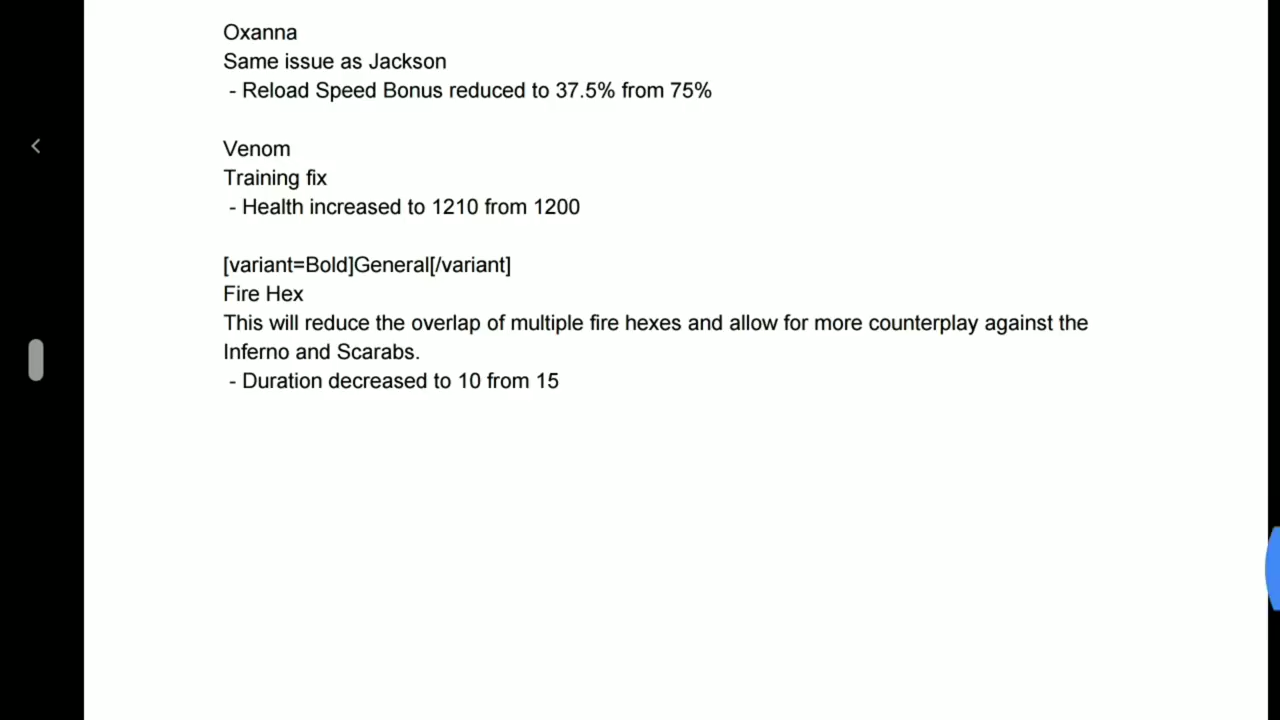 Oxanna
Same issue as Jackson
- Reload Speed Bonus reduced to 37.5% from 75%
Venom
Training fix
- Health increased to 1210 from 1200
[variant=Bold]General[/variant]
Fire Hex
This will reduce the overlap of multiple fire hexes and allow for more counterplay against the
Inferno and Scarabs.
- Duration decreased to 10 from 15